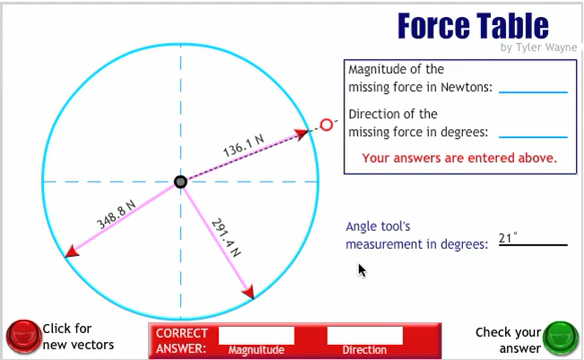 Force Table
by Tyler Wayne
Magnitude of the
missing force in Newtons:
Direction of the
missing force in degrees:
Your answers are entered above.
136.1 N
348.8 N
291.4 N
Angle tool's
measurement in degrees: 21°
Click for
new vectors
CORRECT
ANSWER:
Magnuitude
Direction
Check your
answer